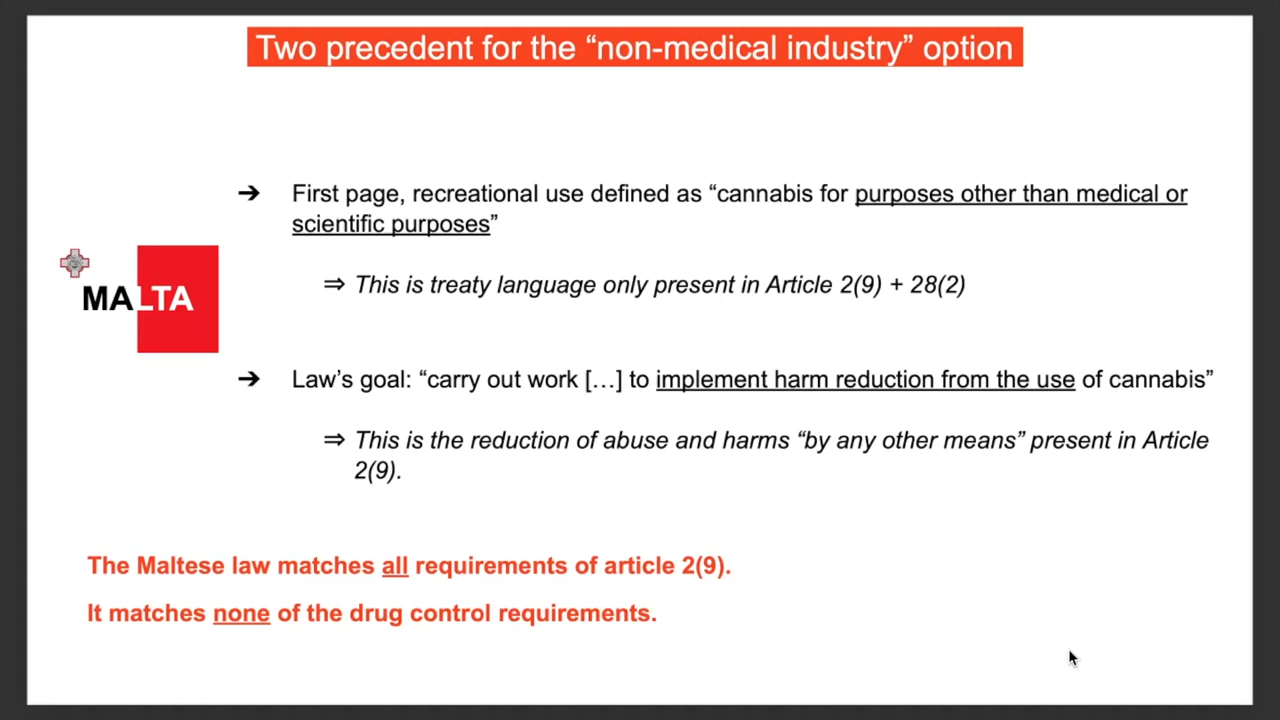 Two precedent for the “non-medical industry” option
➔ First page, recreational use defined as “cannabis for purposes other than medical or
scientific purposes”
⇒ This is treaty language only present in Article 2(9) + 28(2)
MALTA
➔ Law’s goal: “carry out work […] to implement harm reduction from the use of cannabis”
⇒ This is the reduction of abuse and harms “by any other means” present in Article
2(9).
The Maltese law matches all requirements of article 2(9).
It matches none of the drug control requirements.